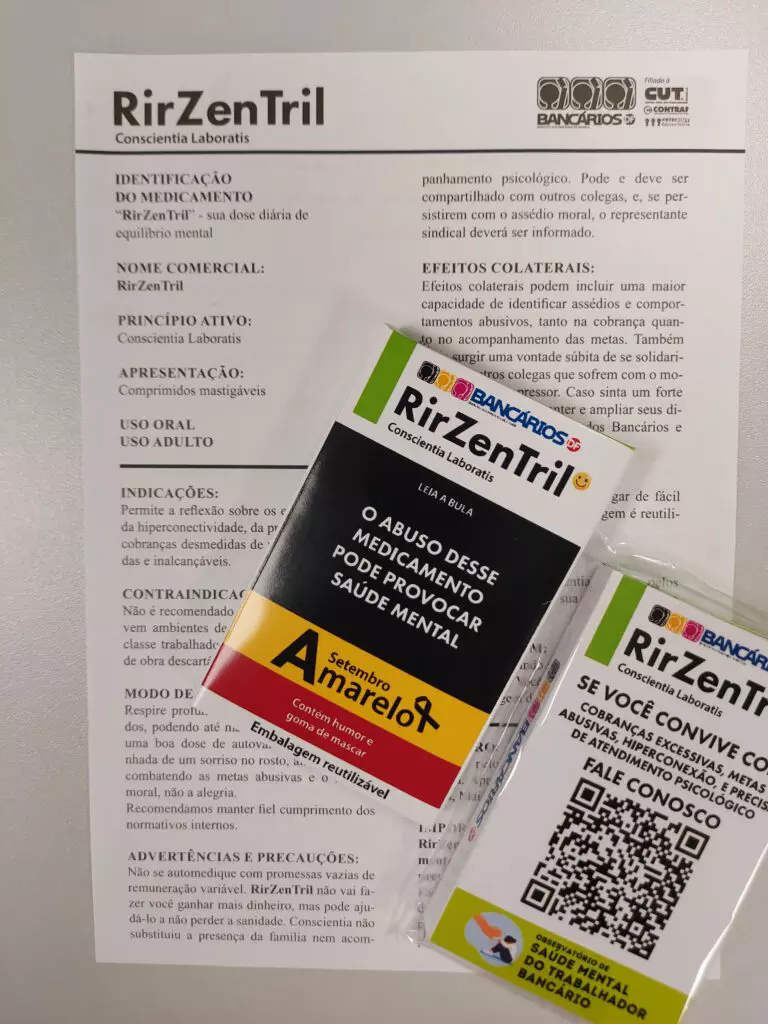 RirZenTril
Conscientia Laboratis
BANCÁRIOS DF
Filiado à
CUT
CONTRAF
IDENTIFICAÇÃO
DO MEDICAMENTO
“RirZenTril” - sua dose diária de
equilíbrio mental
NOME COMERCIAL:
RirZenTril
PRINCÍPIO ATIVO:
Conscientia Laboratis
APRESENTAÇÃO:
Comprimidos mastigáveis
USO ORAL
USO ADULTO
INDICAÇÕES:
Permite a reflexão sobre os e
da hiperconectividade, da pr
cobranças desmedidas de
das e inalcançáveis.
CONTRAINDICAÇ
Não é recomendado
vem ambientes de
classe trabalhado
de obra descartá
MODO DE
Respire profu
dos, podendo até
uma boa dose de autova
nhada de um sorriso no rosto,
combatendo as metas abusivas e o
moral, não a alegria.
Recomendamos manter fiel cumprimento dos
normativos internos.
ADVERTÊNCIAS E PRECAUÇÕES:
Não se automedique com promessas vazias de
remuneração variável. RirZenTril não vai fa-
zer você ganhar mais dinheiro, mas pode aju-
dá-lo a não perder a sanidade. Conscientia não
substitui a presença da família nem acom-
panhamento psicológico. Pode e deve ser
compartilhado com outros colegas, e, se per-
sistirem com o assédio moral, o representante
sindical deverá ser informado.
EFEITOS COLATERAIS:
Efeitos colaterais podem incluir uma maior
capacidade de identificar assédios e compor-
tamentos abusivos, tanto na cobrança quan-
to no acompanhamento das metas. Também
surgir uma vontade súbita de se solidari-
tros colegas que sofrem com o mo-
pressor. Caso sinta um forte
nter e ampliar seus di-
dos Bancários e
gar de fácil
gem é reutili-
pelos
sua
BANCÁRIOS DF
RirZenTril
Conscientia Laboratis
LEIA A BULA
O ABUSO DESSE
MEDICAMENTO
PODE PROVOCAR
SAÚDE MENTAL
Setembro
Amarelo
Contém humor e
goma de mascar
Embalagem reutilizável
BANCÁRIOS
BANCÁRI
RirZenTr
Conscientia Laboratis
SE VOCÊ CONVIVE CO
COBRANÇAS EXCESSIVAS, METAS
ABUSIVAS, HIPERCONEXÃO, E PRECIS
DE ATENDIMENTO PSICOLÓGICO
FALE CONOSCO
OBSERVATÓRIO DE
SAÚDE MENTAL
DO TRABALHADOR
BANCÁRIO